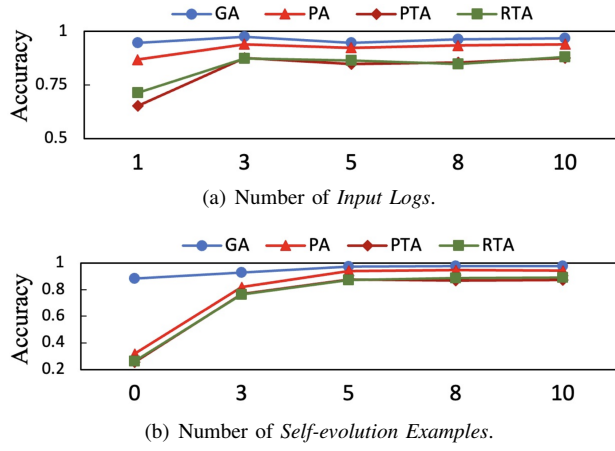 GA PA PTA RTA
Accuracy
1
0.75
0.5
1 3 5 8 10
(a) Number of Input Logs.
GA PA PTA RTA
Accuracy
1
0.8
0.6
0.4
0.2
0 3 5 8 10
(b) Number of Self-evolution Examples.